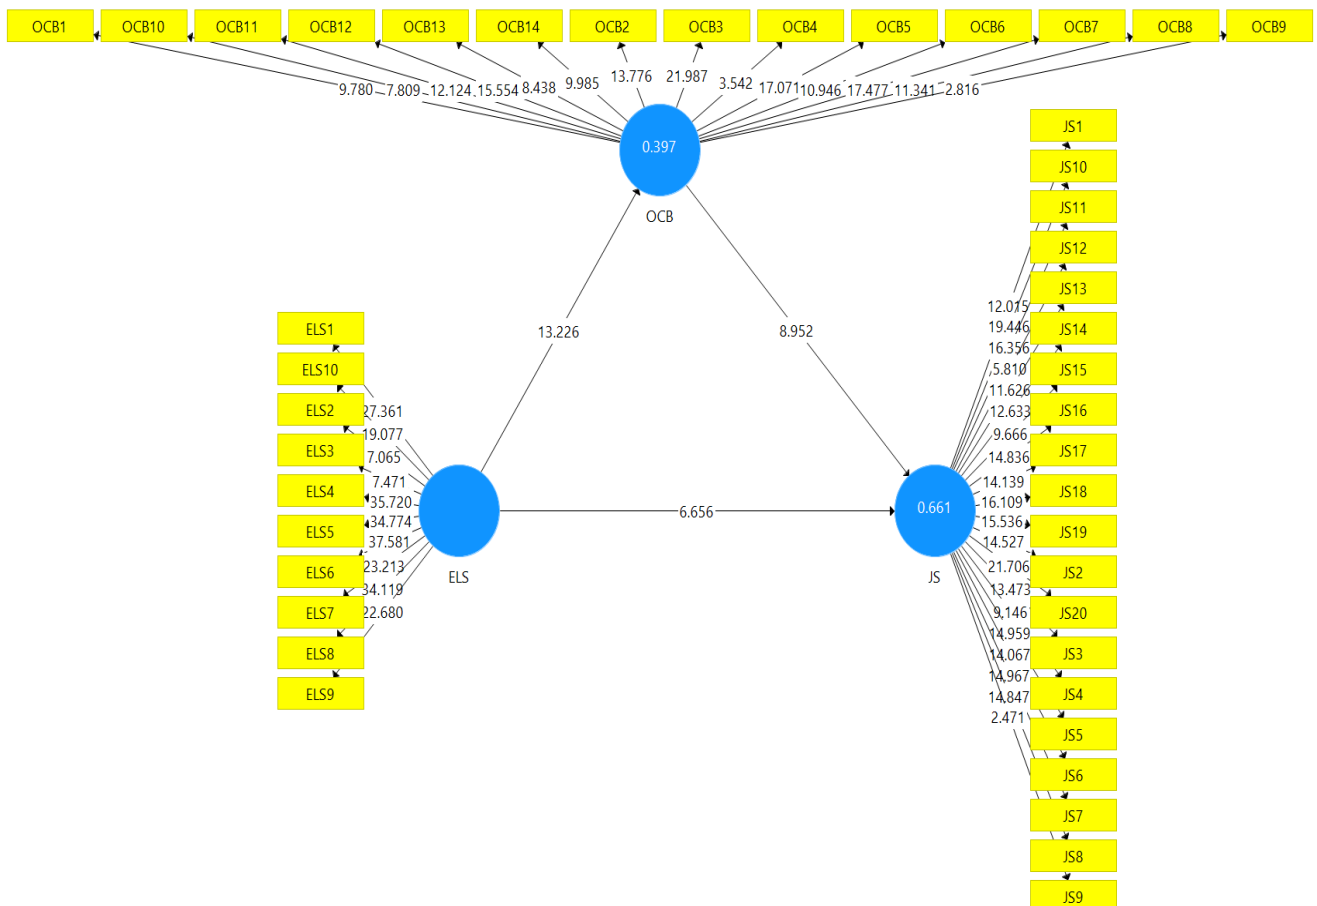 OCB1 OCB10 OCB11 OCB12 OCB13 OCB14 OCB2 OCB3 OCB4 OCB5 OCB6 OCB7 OCB8 OCB9
9.780 7.809 12.124 15.554 8.438 9.985 13.776 21.987 3.542 17.071 10.946 17.477 11.341 2.816
0.397
OCB
13.226
8.952
6.656
ELS1
ELS10
ELS2
ELS3
ELS4
ELS5
ELS6
ELS7
ELS8
ELS9
27.361
19.077
7.065
7.471
35.720
34.774
37.581
23.213
34.119
22.680
ELS
0.661
JS
12.015
19.446
16.356
5.810
11.626
12.633
9.666
14.836
14.139
16.109
15.536
14.527
21.706
13.473
9.146
14.959
14.067
14.967
14.847
2.471
JS1
JS10
JS11
JS12
JS13
JS14
JS15
JS16
JS17
JS18
JS19
JS2
JS20
JS3
JS4
JS5
JS6
JS7
JS8
JS9